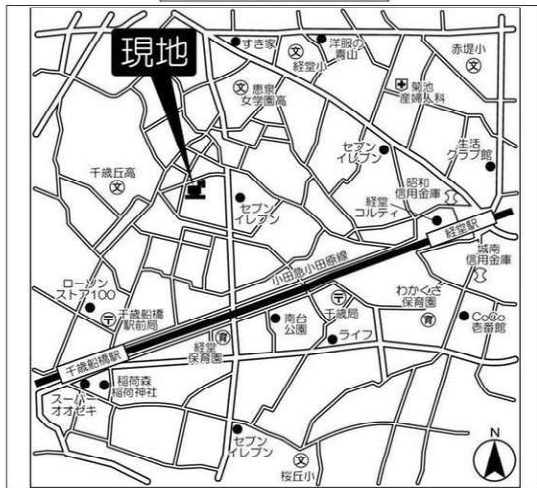 現地
すき家
経堂小
洋服の
青山
赤堤小
恵泉
女学園高
菊池
産婦人科
セブン
イレブン
生活
クラブ館
千歳丘高
昭和
信用金庫
セブン
イレブン
経堂
コルティ
経堂駅
城南
信用金庫
小田急小田原線
ローソン
ストア100
千歳船橋
駅前局
わかくさ
保育園
千歳局
南台
公園
CoCo
壱番館
ライフ
経堂
保育園
千歳船橋駅
稲荷森
稲荷神社
スーパー
オオゼキ
セブン
イレブン
桜丘小
N